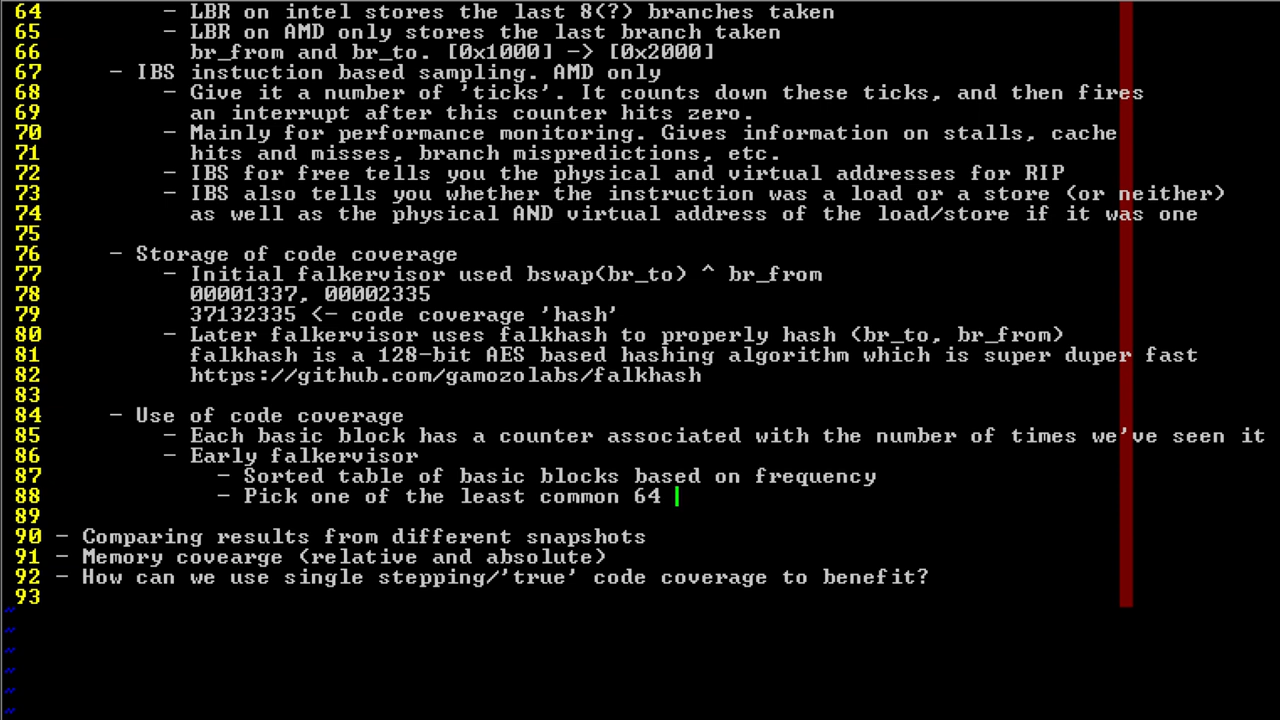 64           - LBR on intel stores the last 8(?) branches taken
65           - LBR on AMD only stores the last branch taken
66             br_from and br_to. [0x1000] -> [0x2000]
67       - IBS instuction based sampling. AMD only
68           - Give it a number of 'ticks'. It counts down these ticks, and then fires
69             an interrupt after this counter hits zero.
70           - Mainly for performance monitoring. Gives information on stalls, cache
71             hits and misses, branch mispredictions, etc.
72           - IBS for free tells you the physical and virtual addresses for RIP
73           - IBS also tells you whether the instruction was a load or a store (or neither)
74             as well as the physical AND virtual address of the load/store if it was one
75
76       - Storage of code coverage
77           - Initial falkervisor used bswap(br_to) ^ br_from
78             00001337, 00002335
79             37132335 <- code coverage 'hash'
80           - Later falkervisor uses falkhash to properly hash (br_to, br_from)
81             falkhash is a 128-bit AES based hashing algorithm which is super duper fast
82             https://github.com/gamozolabs/falkhash
83
84       - Use of code coverage
85           - Each basic block has a counter associated with the number of times we've seen it
86           - Early falkervisor
87               - Sorted table of basic blocks based on frequency
88               - Pick one of the least common 64
89
90   - Comparing results from different snapshots
91   - Memory covearge (relative and absolute)
92   - How can we use single stepping/'true' code coverage to benefit?
93
~
~
~
~
~
~